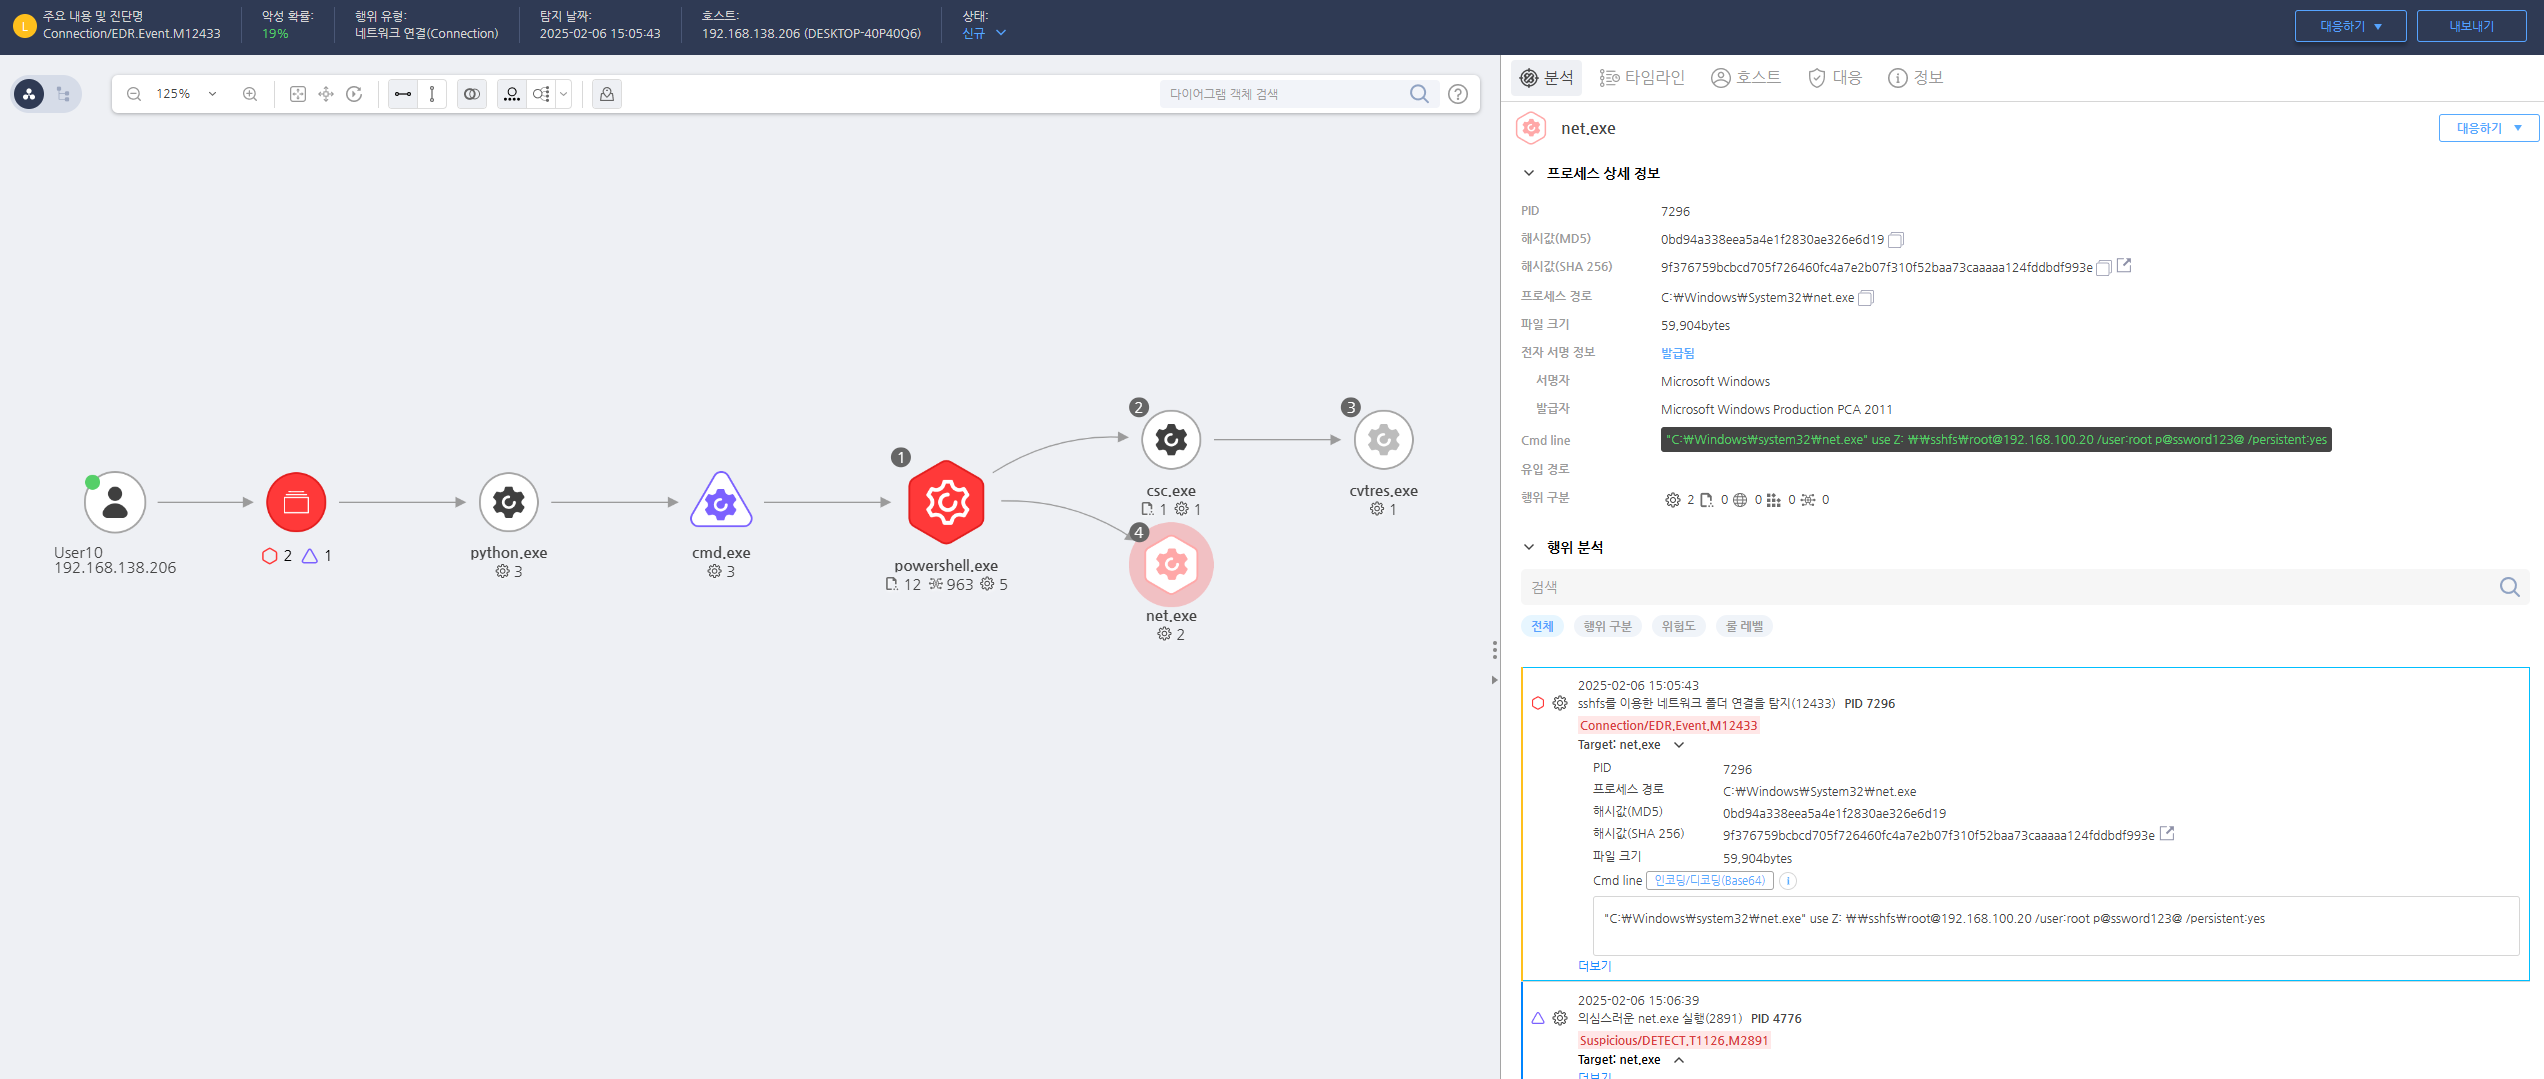 L
주요 내용 및 진단명
Connection/EDR.Event.M12433
악성 확률:
19%
행위 유형:
네트워크 연결(Connection)
탐지 날짜:
2025-02-06 15:05:43
호스트:
192.168.138.206 (DESKTOP-40P40Q6)
상태:
신규
대응하기
내보내기
125%
다이어그램 객체 검색
User10
192.168.138.206
2 1
python.exe
3
cmd.exe
3
1
powershell.exe
12 963 5
2
csc.exe
1 1
3
cvtres.exe
1
4
net.exe
2
분석 타임라인 호스트 대응 정보
net.exe
대응하기
프로세스 상세 정보
PID 7296
해시값(MD5) 0bd94a338eea5a4e1f2830ae326e6d19
해시값(SHA 256) 9f376759bcbcd705f726460fc4a7e2b07f310f52baa73caaaaa124fddbdf993e
프로세스 경로 C:₩Windows₩System32₩net.exe
파일 크기 59,904bytes
전자 서명 정보 발급됨
서명자 Microsoft Windows
발급자 Microsoft Windows Production PCA 2011
Cmd line "C:₩Windows₩system32₩net.exe" use Z: ₩₩sshfs₩root@192.168.100.20 /user:root p@ssword123@ /persistent:yes
유입 경로
행위 구분 2 0 0 0 0
행위 분석
검색
전체 행위 구분 위험도 룰 레벨
2025-02-06 15:05:43
sshfs를 이용한 네트워크 폴더 연결을 탐지(12433) PID 7296
Connection/EDR.Event.M12433
Target: net.exe
PID 7296
프로세스 경로 C:₩Windows₩System32₩net.exe
해시값(MD5) 0bd94a338eea5a4e1f2830ae326e6d19
해시값(SHA 256) 9f376759bcbcd705f726460fc4a7e2b07f310f52baa73caaaaa124fddbdf993e
파일 크기 59,904bytes
Cmd line 인코딩/디코딩(Base64)
"C:₩Windows₩system32₩net.exe" use Z: ₩₩sshfs₩root@192.168.100.20 /user:root p@ssword123@ /persistent:yes
더보기
2025-02-06 15:06:39
의심스러운 net.exe 실행(2891) PID 4776
Suspicious/DETECT.T1126.M2891
Target: net.exe
더보기